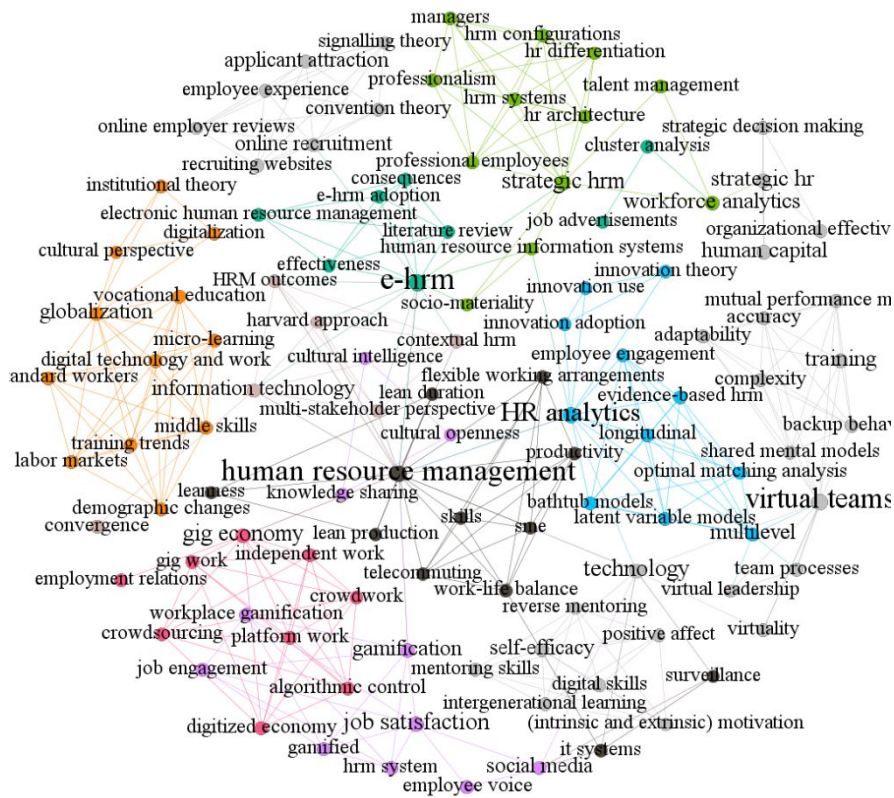 managers
hrm configurations
signalling theory
hr differentiation
applicant attraction
professionalism
talent management
employee experience
hrm systems
convention theory
hr architecture
online employer reviews
strategic decision making
online recruitment
cluster analysis
recruiting websites
professional employees
consequences
strategic hrm
strategic hr
institutional theory
e-hrm adoption
workforce analytics
electronic human resource management
job advertisements
digitalization
literature review
organizational effectiv
cultural perspective
human resource information systems
human capital
effectiveness
innovation theory
HRM outcomes
e-hrm
innovation use
vocational education
socio-materiality
mutual performance m
globalization
harvard approach
innovation adoption
accuracy
micro-learning
contextual hrm
adaptability
digital technology and work
cultural intelligence
employee engagement
training
andard workers
flexible working arrangements
complexity
information technology
lean duration
evidence-based hrm
middle skills
multi-stakeholder perspective
HR analytics
backup behav
training trends
cultural openness
longitudinal
labor markets
productivity
shared mental models
human resource management
optimal matching analysis
leanness
knowledge sharing
bathtub models
virtual teams
demographic changes
skills
latent variable models
convergence
gig economy
lean production
sme
multilevel
gig work
independent work
technology
team processes
employment relations
telecommuting
work-life balance
virtual leadership
crowdwork
workplace gamification
reverse mentoring
crowdsourcing
platform work
positive affect
virtuality
gamification
self-efficacy
job engagement
mentoring skills
surveillance
algorithmic control
digital skills
intergenerational learning
digitized economy
job satisfaction
(intrinsic and extrinsic) motivation
gamified
it systems
hrm system
social media
employee voice